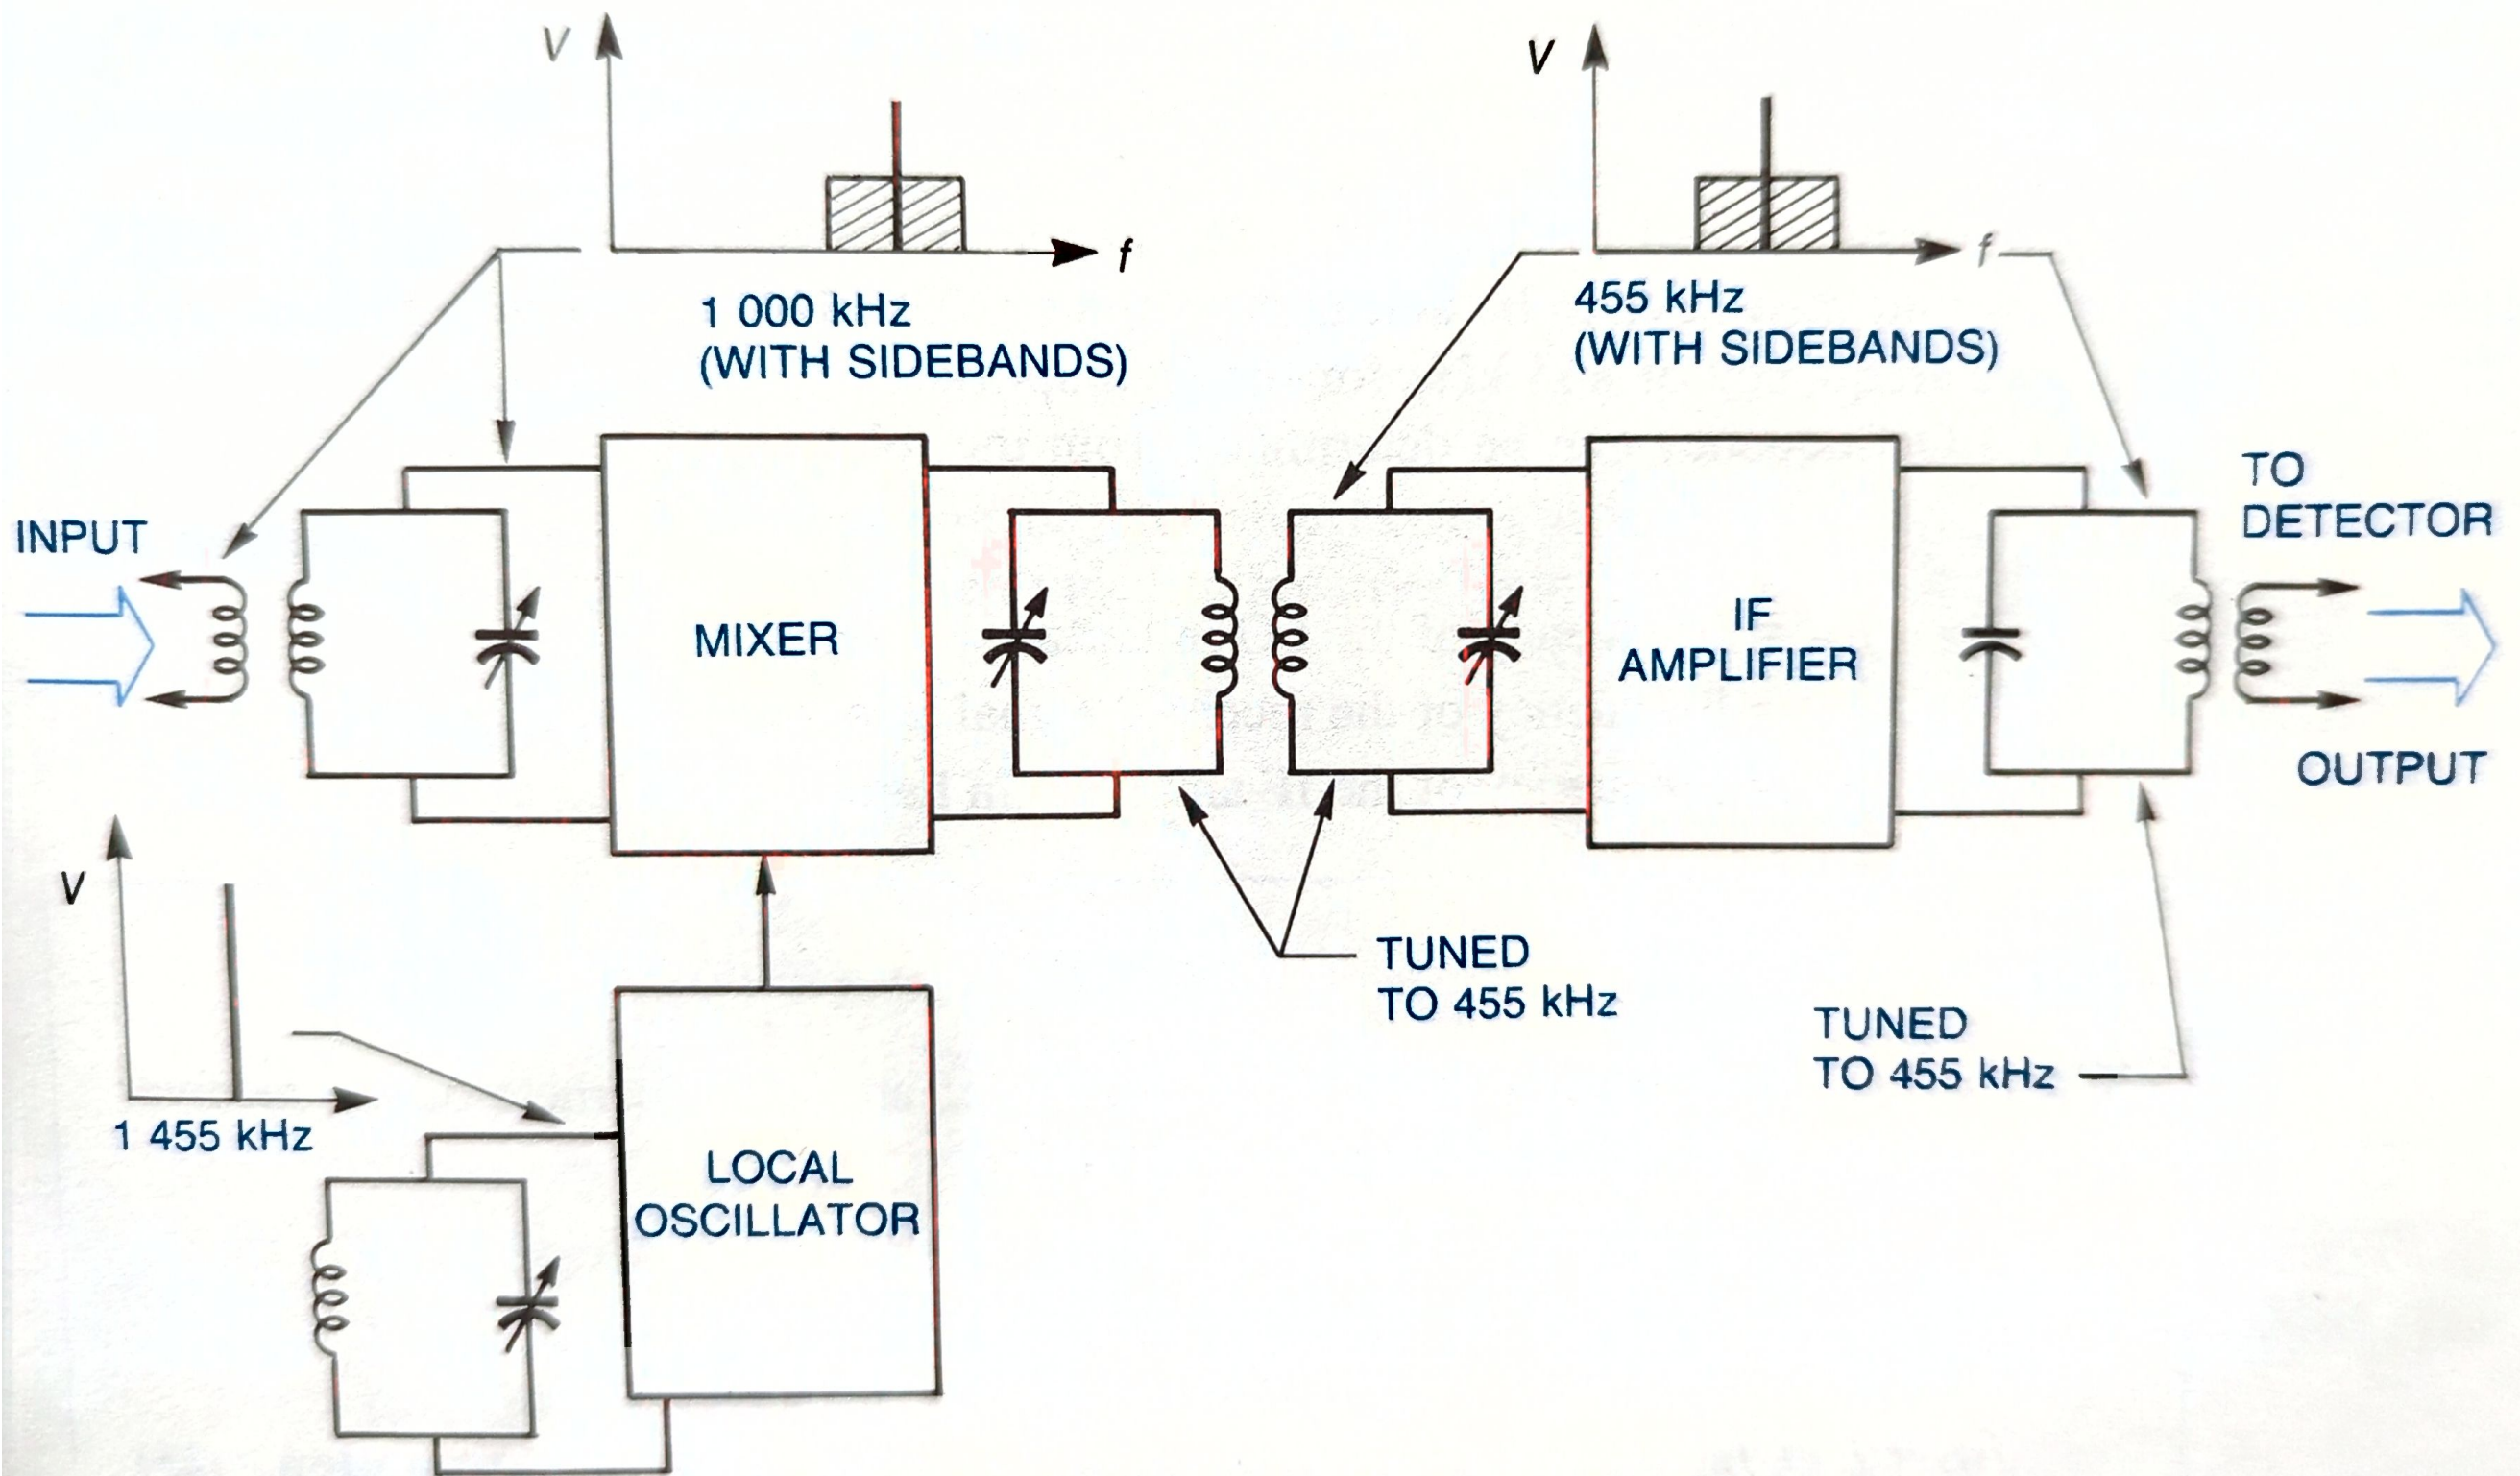 V
f
1 000 kHz
(WITH SIDEBANDS)
V
f
455 kHz
(WITH SIDEBANDS)
INPUT
MIXER
IF
AMPLIFIER
TO
DETECTOR
OUTPUT
V
1 455 kHz
TUNED
TO 455 kHz
TUNED
TO 455 kHz
LOCAL
OSCILLATOR